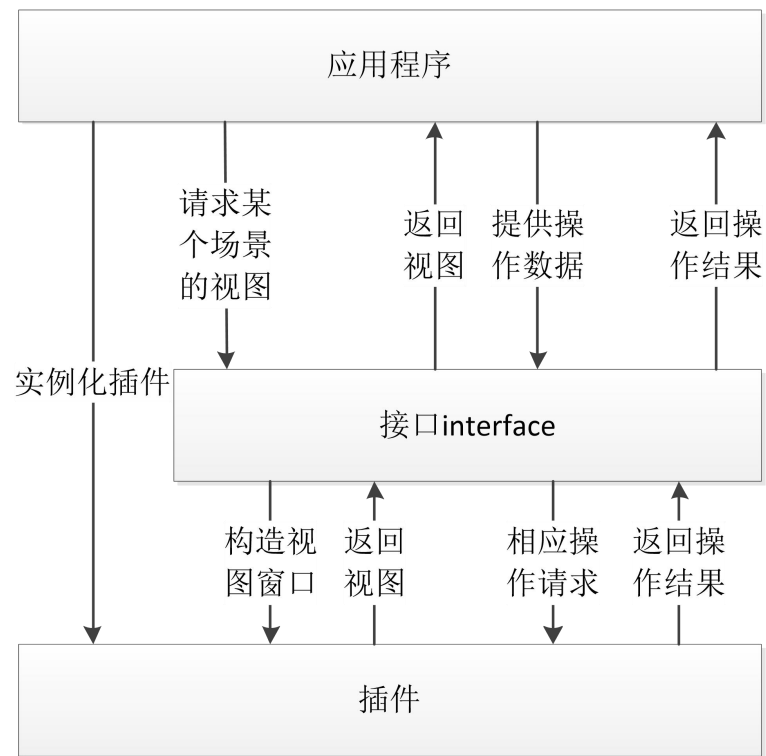 应用程序
请求某
个场景
的视图
返回
视图
提供操
作数据
返回操
作结果
实例化插件
接口interface
构造视
图窗口
返回
视图
相应操
作请求
返回操
作结果
插件